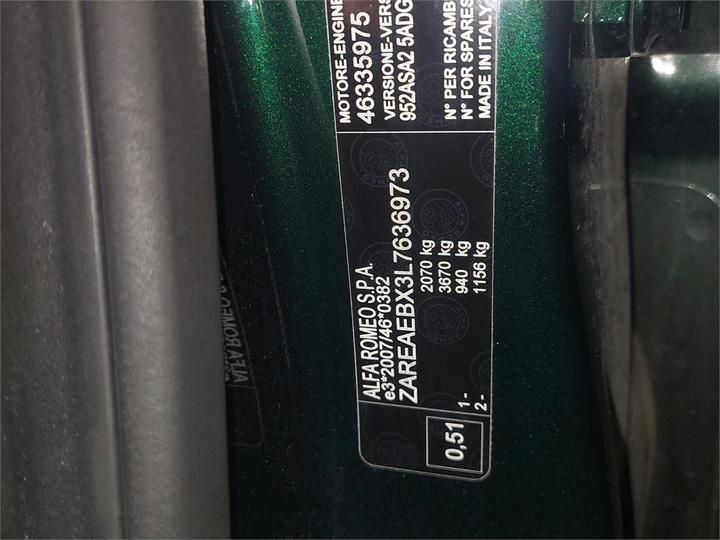 ALFA ROMEO S.P.A.
e3*2007/46*0382
ZAREAEBX3L7636973
2070 kg
3670 kg
1- 940 kg
2- 1156 kg
0,51
MOTORE-ENGINE
46335975
VERSIONE-VERS
952ASA2 5ADG
N° PER RICAMB
N° FOR SPARES
MADE IN ITALY